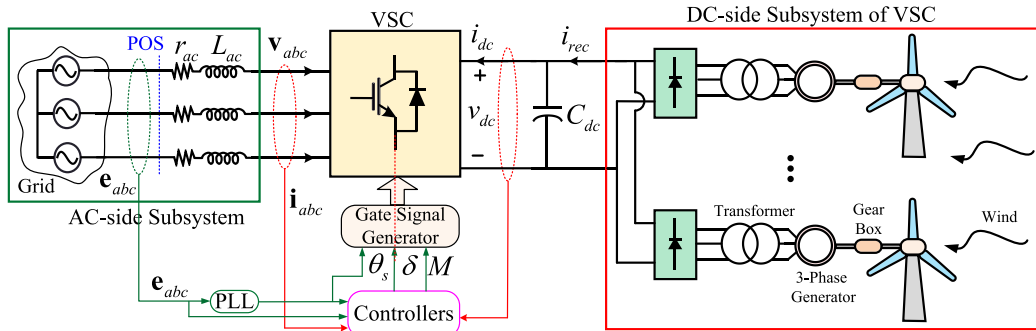 VSC
DC-side Subsystem of VSC
POS
r_ac
L_ac
v_abc
i_dc
i_rec
+
v_dc
C_dc
−
Grid
e_abc
AC-side Subsystem
i_abc
Gate Signal
Generator
Transformer
Gear
Box
Wind
3-Phase
Generator
θ_s
δ
M
e_abc
PLL
Controllers